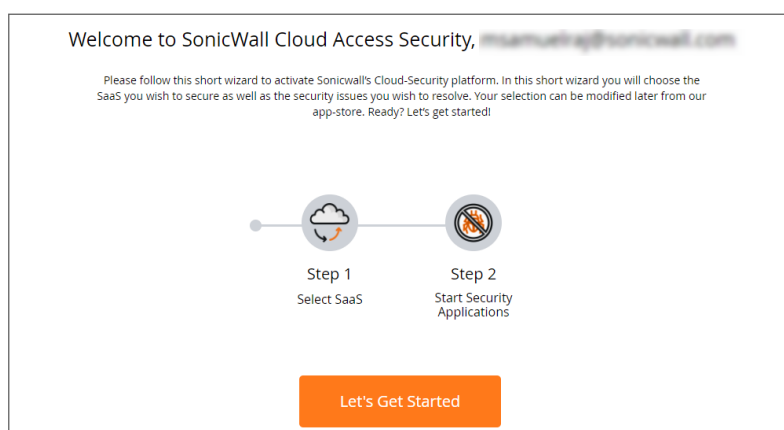 Welcome to SonicWall Cloud Access Security,
Please follow this short wizard to activate Sonicwall's Cloud-Security platform. In this short wizard you will choose the
SaaS you wish to secure as well as the security issues you wish to resolve. Your selection can be modified later from our
app-store. Ready? Let's get started!
Step 1
Select SaaS
Step 2
Start Security
Applications
Let's Get Started